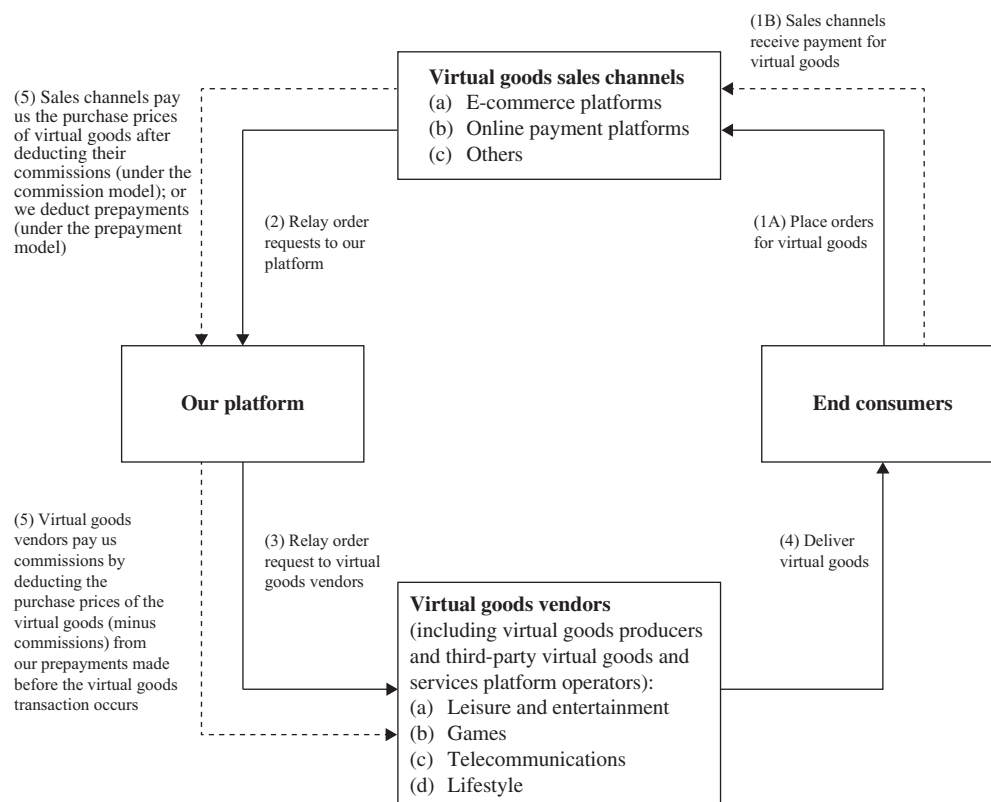 (1B) Sales channels
receive payment for
virtual goods
Virtual goods sales channels
(a) E-commerce platforms
(b) Online payment platforms
(c) Others
(5) Sales channels pay
us the purchase prices
of virtual goods after
deducting their
commissions (under the
commission model); or
we deduct prepayments
(under the prepayment
model)
(2) Relay order
requests to our
platform
(1A) Place orders
for virtual goods
Our platform
End consumers
(5) Virtual goods
vendors pay us
commissions by
deducting the
purchase prices of the
virtual goods (minus
commissions) from
our prepayments made
before the virtual goods
transaction occurs
(3) Relay order
request to virtual
goods vendors
(4) Deliver
virtual goods
Virtual goods vendors
(including virtual goods producers
and third-party virtual goods and
services platform operators):
(a) Leisure and entertainment
(b) Games
(c) Telecommunications
(d) Lifestyle